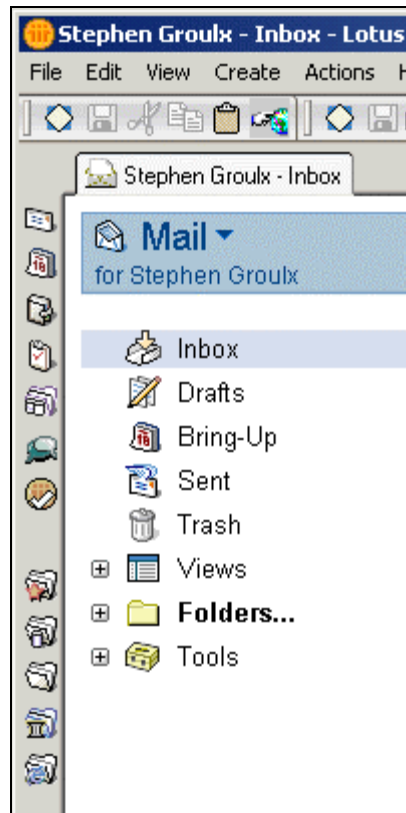 Stephen Groulx - Inbox - Lotus
File Edit View Create Actions H
Stephen Groulx - Inbox
Mail
for Stephen Groulx
Inbox
Drafts
16
Bring-Up
Sent
Trash
Views
Folders...
Tools